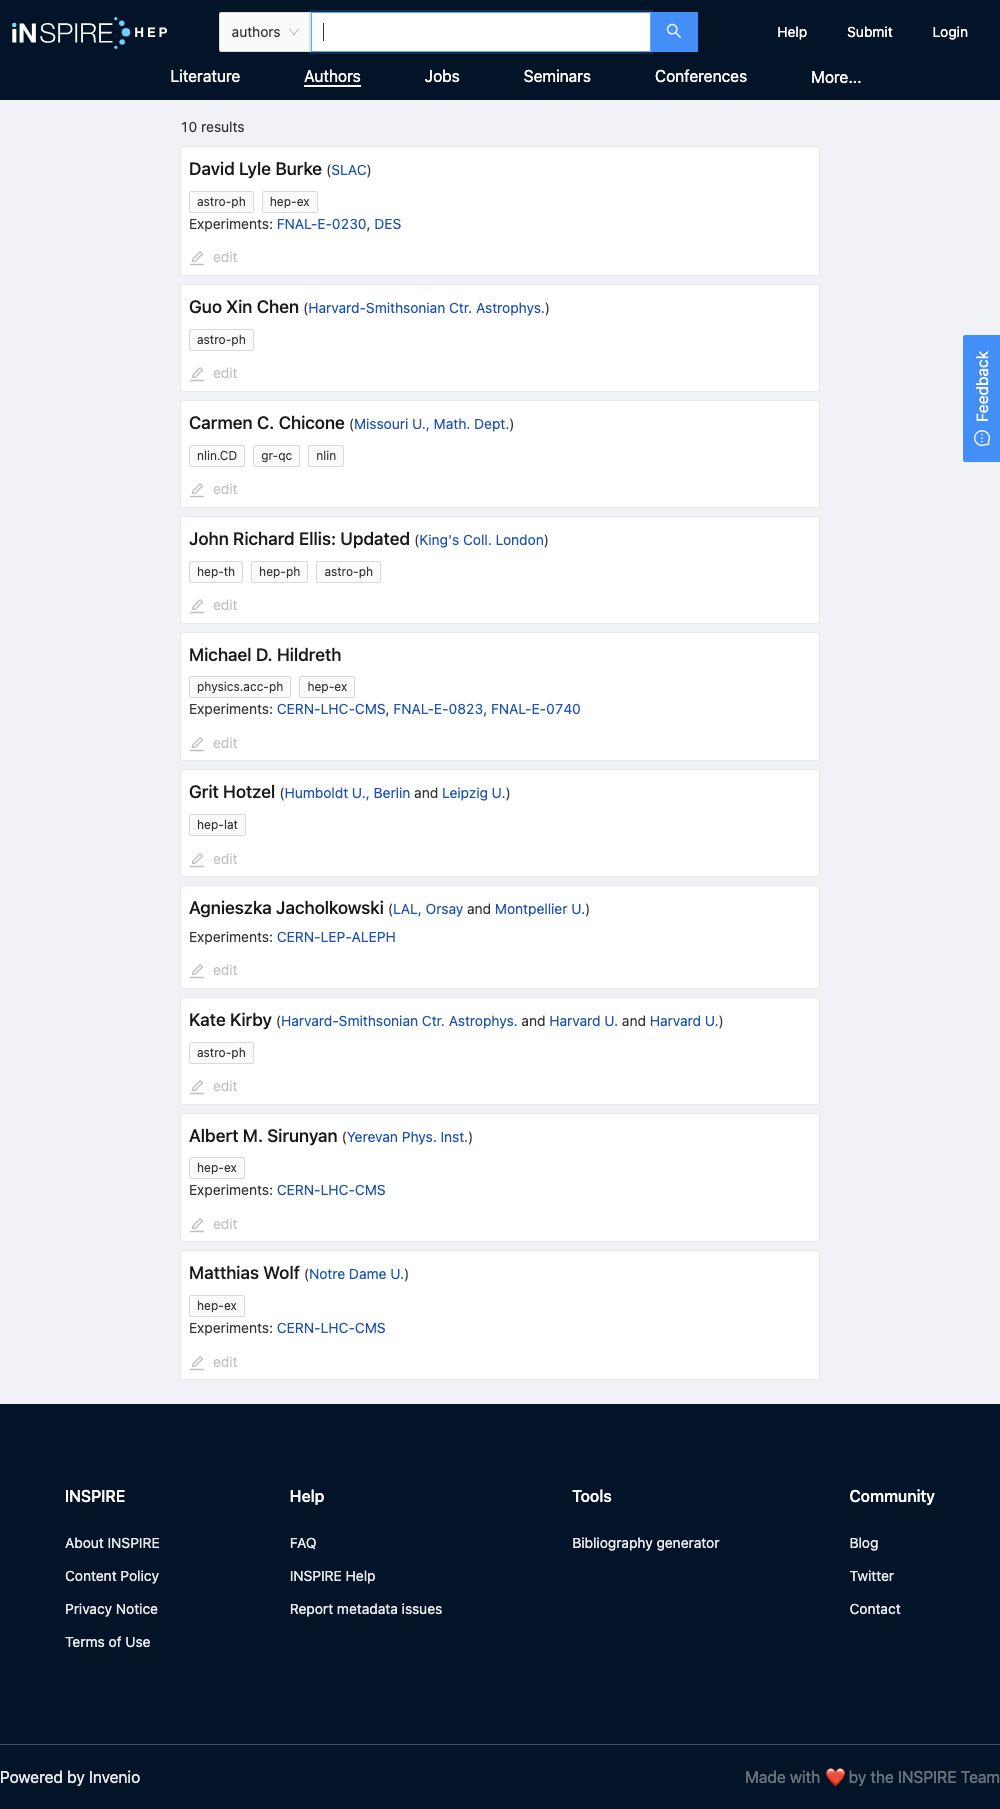 iNSPIRE HEP
authors
Help
Submit
Login
Literature
Authors
Jobs
Seminars
Conferences
More...
10 results
David Lyle Burke (SLAC)
astro-ph
hep-ex
Experiments: FNAL-E-0230, DES
edit
Guo Xin Chen (Harvard-Smithsonian Ctr. Astrophys.)
astro-ph
edit
Carmen C. Chicone (Missouri U., Math. Dept.)
nlin.CD
gr-qc
nlin
edit
John Richard Ellis: Updated (King's Coll. London)
hep-th
hep-ph
astro-ph
edit
Michael D. Hildreth
physics.acc-ph
hep-ex
Experiments: CERN-LHC-CMS, FNAL-E-0823, FNAL-E-0740
edit
Grit Hotzel (Humboldt U., Berlin and Leipzig U.)
hep-lat
edit
Agnieszka Jacholkowski (LAL, Orsay and Montpellier U.)
Experiments: CERN-LEP-ALEPH
edit
Kate Kirby (Harvard-Smithsonian Ctr. Astrophys. and Harvard U. and Harvard U.)
astro-ph
edit
Albert M. Sirunyan (Yerevan Phys. Inst.)
hep-ex
Experiments: CERN-LHC-CMS
edit
Matthias Wolf (Notre Dame U.)
hep-ex
Experiments: CERN-LHC-CMS
edit
Feedback
INSPIRE
About INSPIRE
Content Policy
Privacy Notice
Terms of Use
Help
FAQ
INSPIRE Help
Report metadata issues
Tools
Bibliography generator
Community
Blog
Twitter
Contact
Powered by Invenio
Made with ❤️ by the INSPIRE Team